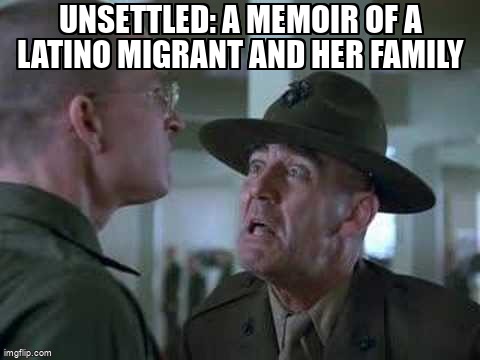 UNSETTLED: A MEMOIR OF A
LATINO MIGRANT AND HER FAMILY
imgflip.com